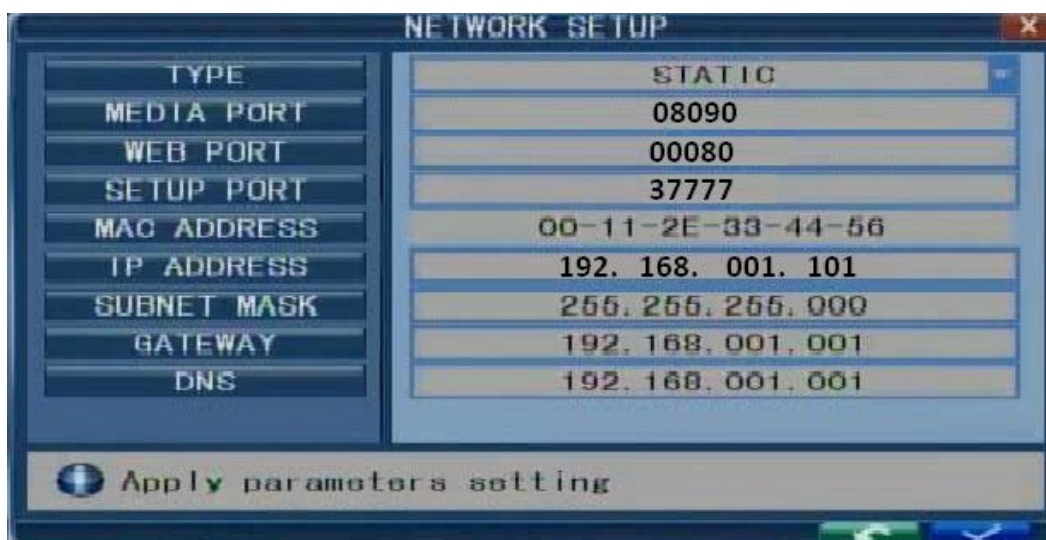 NETWORK SETUP
TYPE STATIC
MEDIA PORT 08090
WEB PORT 00080
SETUP PORT 37777
MAC ADDRESS 00-11-2E-33-44-56
IP ADDRESS 192. 168. 001. 101
SUBNET MASK 255. 255. 255. 000
GATEWAY 192. 168. 001. 001
DNS 192. 168. 001. 001
Apply parameters setting